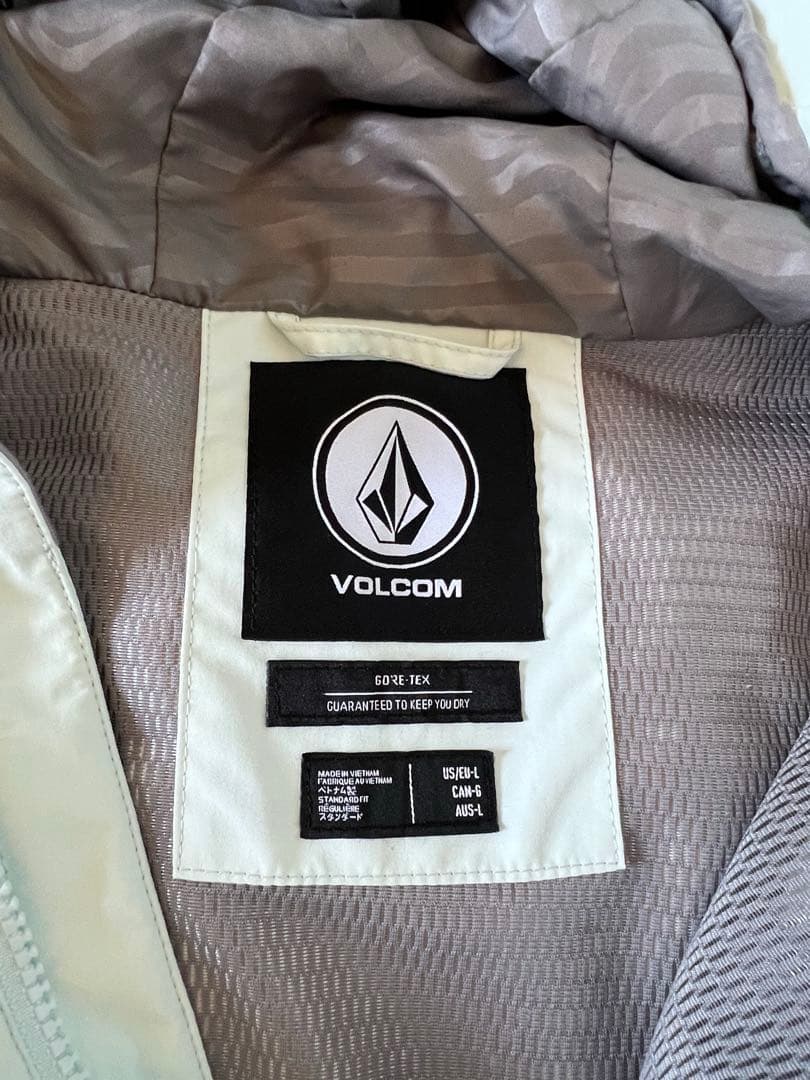 VOLCOM
GORE-TEX
GUARANTEED TO KEEP YOU DRY
MADE IN VIETNAM
FABRIQUE AU VIETNAM
ベトナム製
STANDARD FIT
RÉGULIÈRE
スタンダード
US/EU-L
CAN-G
AUS-L